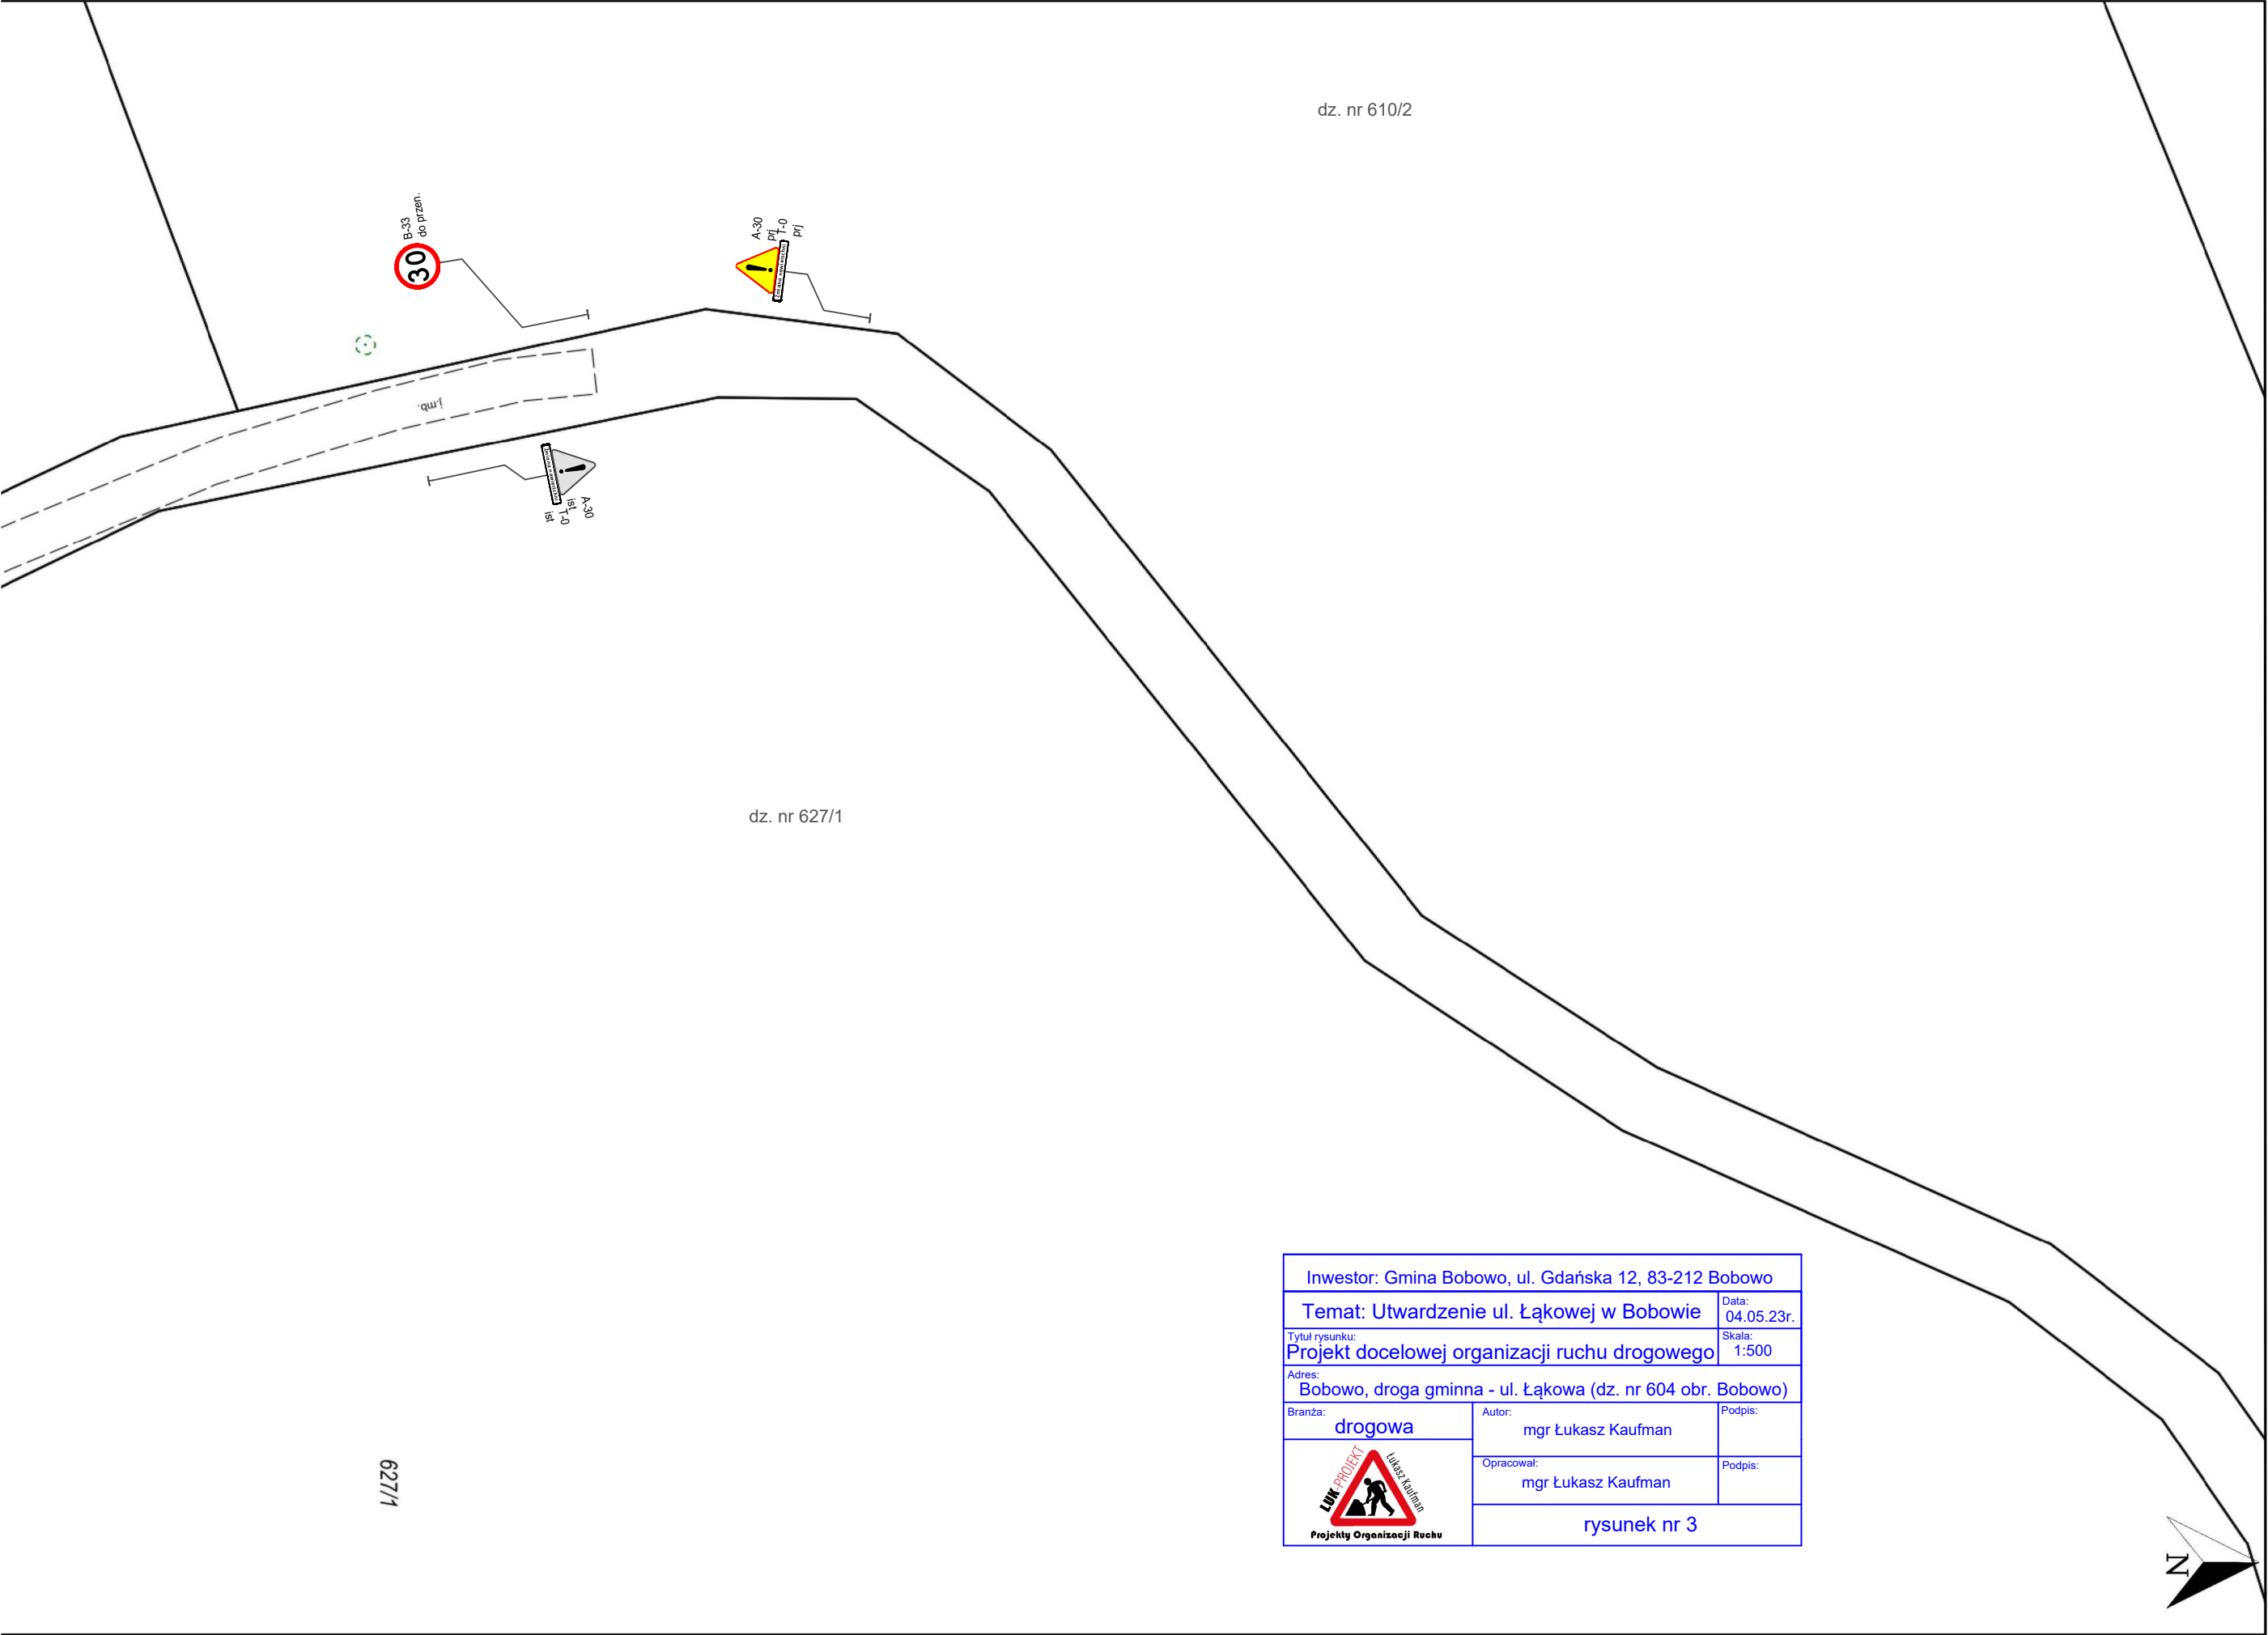 dz. nr 610/2
B-33
do przen.
30
A-30
prj
T-0
prj
j.mb.
A-30
ist
T-0
ist
dz. nr 627/1
627/1
Inwestor: Gmina Bobowo, ul. Gdańska 12, 83-212 Bobowo
Temat: Utwardzenie ul. Łąkowej w Bobowie
Data:
04.05.23r.
Tytuł rysunku:
Projekt docelowej organizacji ruchu drogowego
Skala:
1:500
Adres:
Bobowo, droga gminna - ul. Łąkowa (dz. nr 604 obr. Bobowo)
Branża:
drogowa
Autor:
mgr Łukasz Kaufman
Podpis:
Opracował:
mgr Łukasz Kaufman
Podpis:
LUK-PROJEKT
Łukasz Kaufman
Projekty Organizacji Ruchu
rysunek nr 3
N